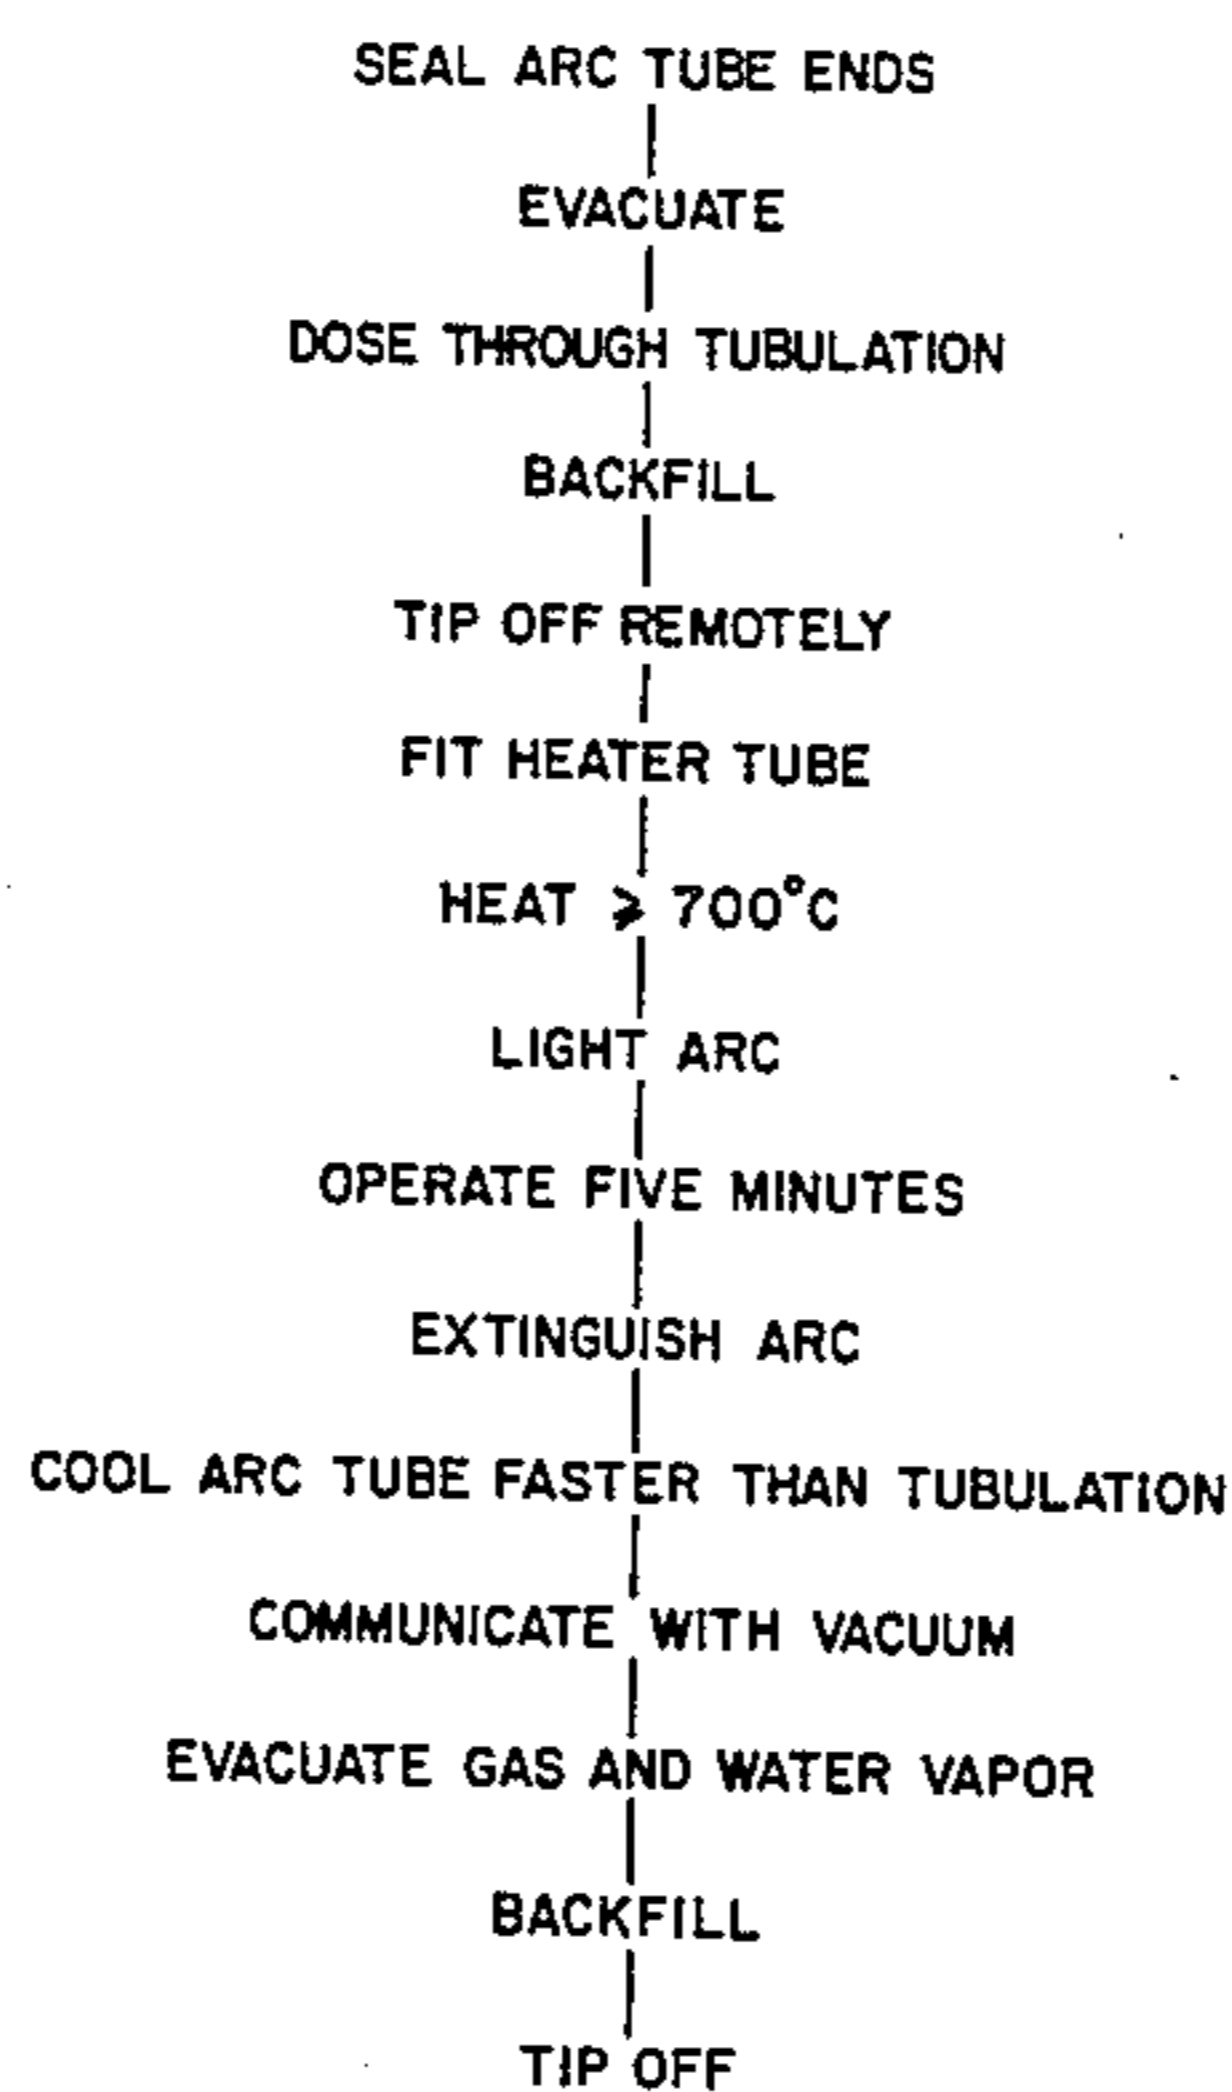 SEAL ARC TUBE ENDS
EVACUATE
DOSE THROUGH TUBULATION
BACKFILL
TIP OFF REMOTELY
FIT HEATER TUBE
HEAT ⩾ 700°C
LIGHT ARC
OPERATE FIVE MINUTES
EXTINGUISH ARC
COOL ARC TUBE FASTER THAN TUBULATION
COMMUNICATE WITH VACUUM
EVACUATE GAS AND WATER VAPOR
BACKFILL
TIP OFF